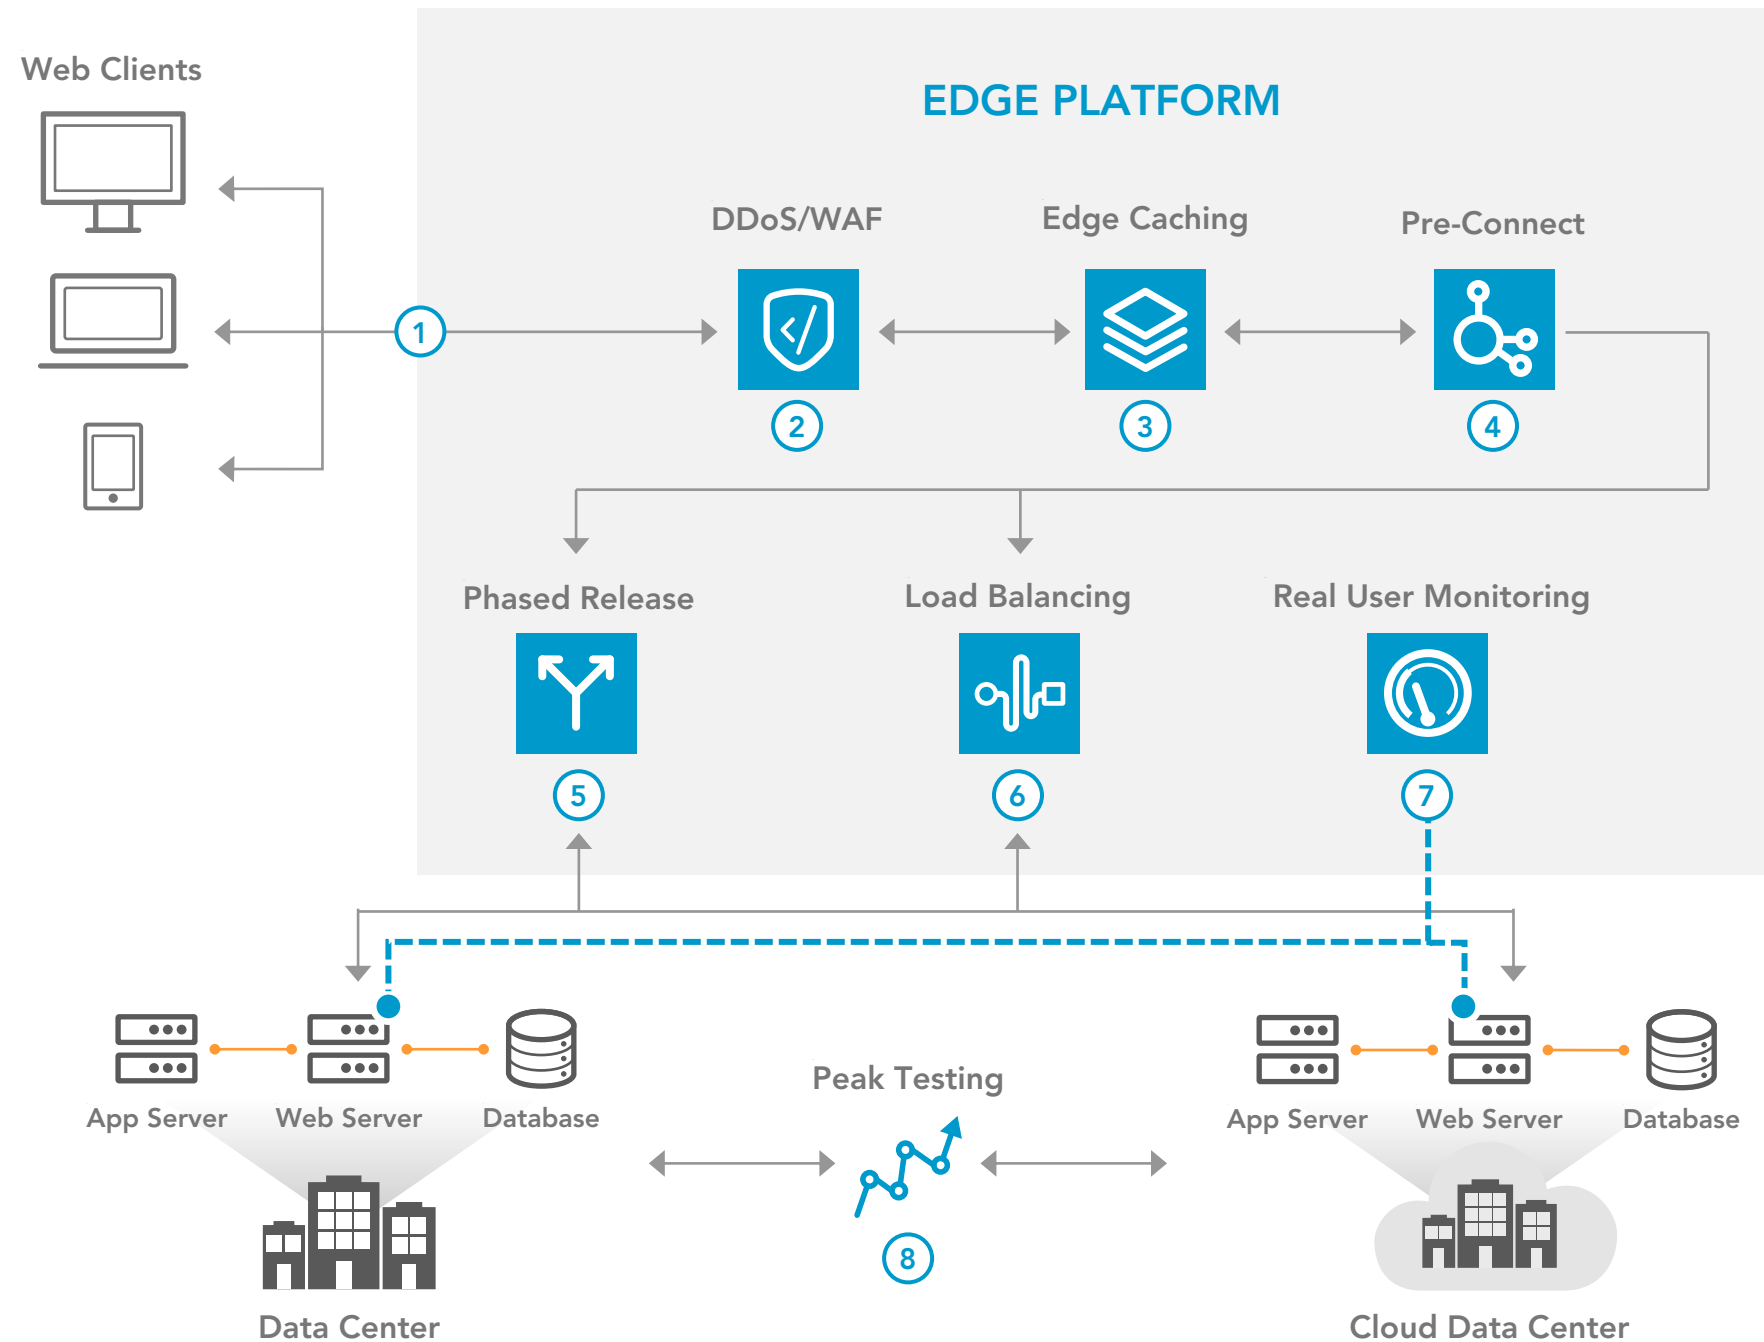 Web Clients
EDGE PLATFORM
DDoS/WAF
Edge Caching
Pre-Connect
1
2
3
4
Phased Release
Load Balancing
Real User Monitoring
5
6
7
App Server
Web Server
Database
Peak Testing
App Server
Web Server
Database
8
Data Center
Cloud Data Center